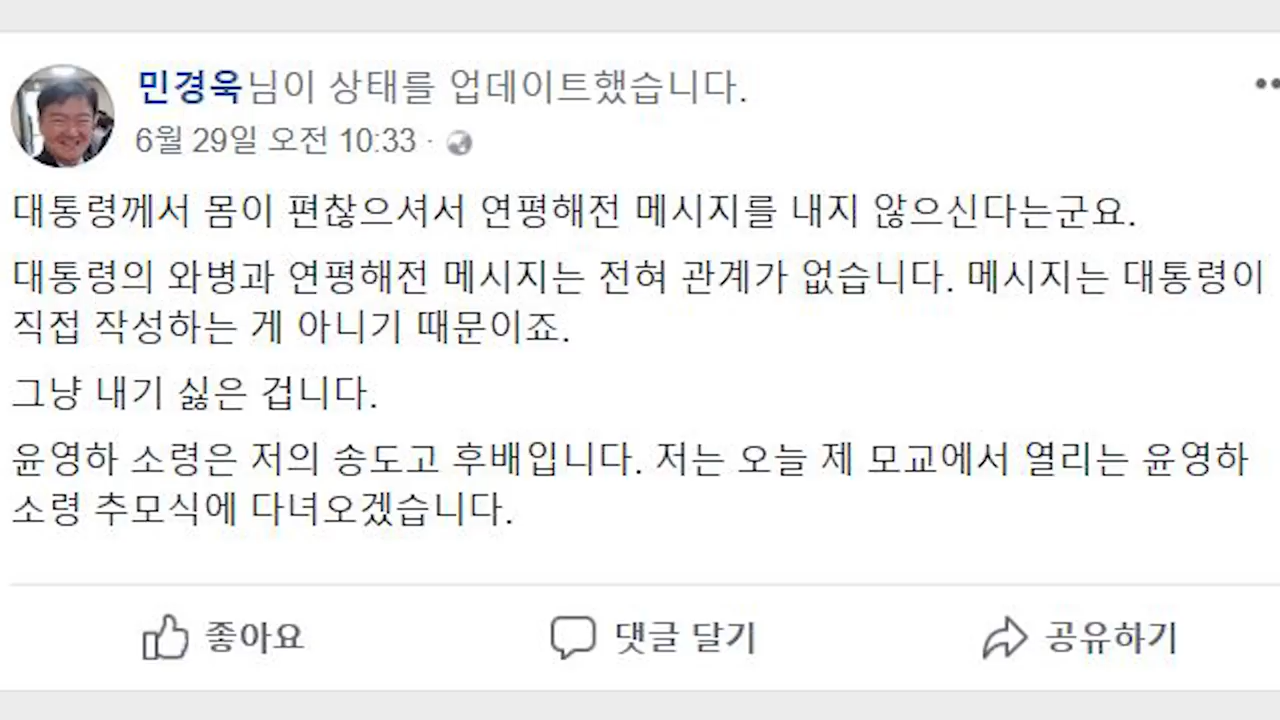 민경욱님이 상태를 업데이트했습니다.
6월 29일 오전 10:33 ·
대통령께서 몸이 편찮으셔서 연평해전 메시지를 내지 않으신다는군요.
대통령의 와병과 연평해전 메시지는 전혀 관계가 없습니다. 메시지는 대통령이
직접 작성하는 게 아니기 때문이죠.
그냥 내기 싫은 겁니다.
윤영하 소령은 저의 송도고 후배입니다. 저는 오늘 제 모교에서 열리는 윤영하
소령 추모식에 다녀오겠습니다.
좋아요 댓글 달기 공유하기